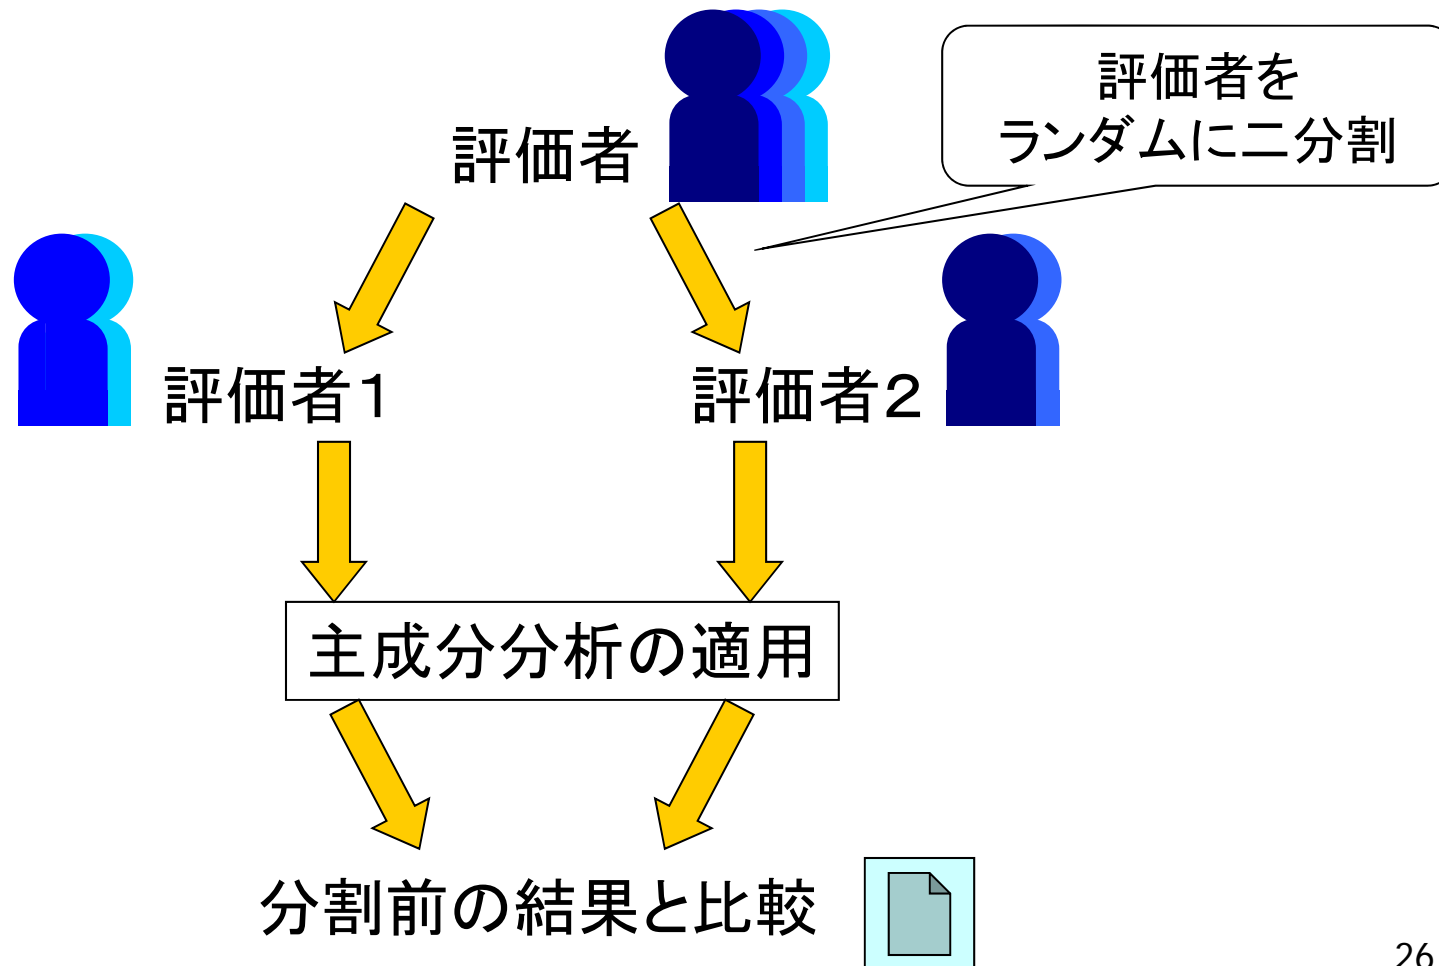 評価者
評価者を
ランダムに二分割
評価者１
評価者２
主成分分析の適用
分割前の結果と比較
26